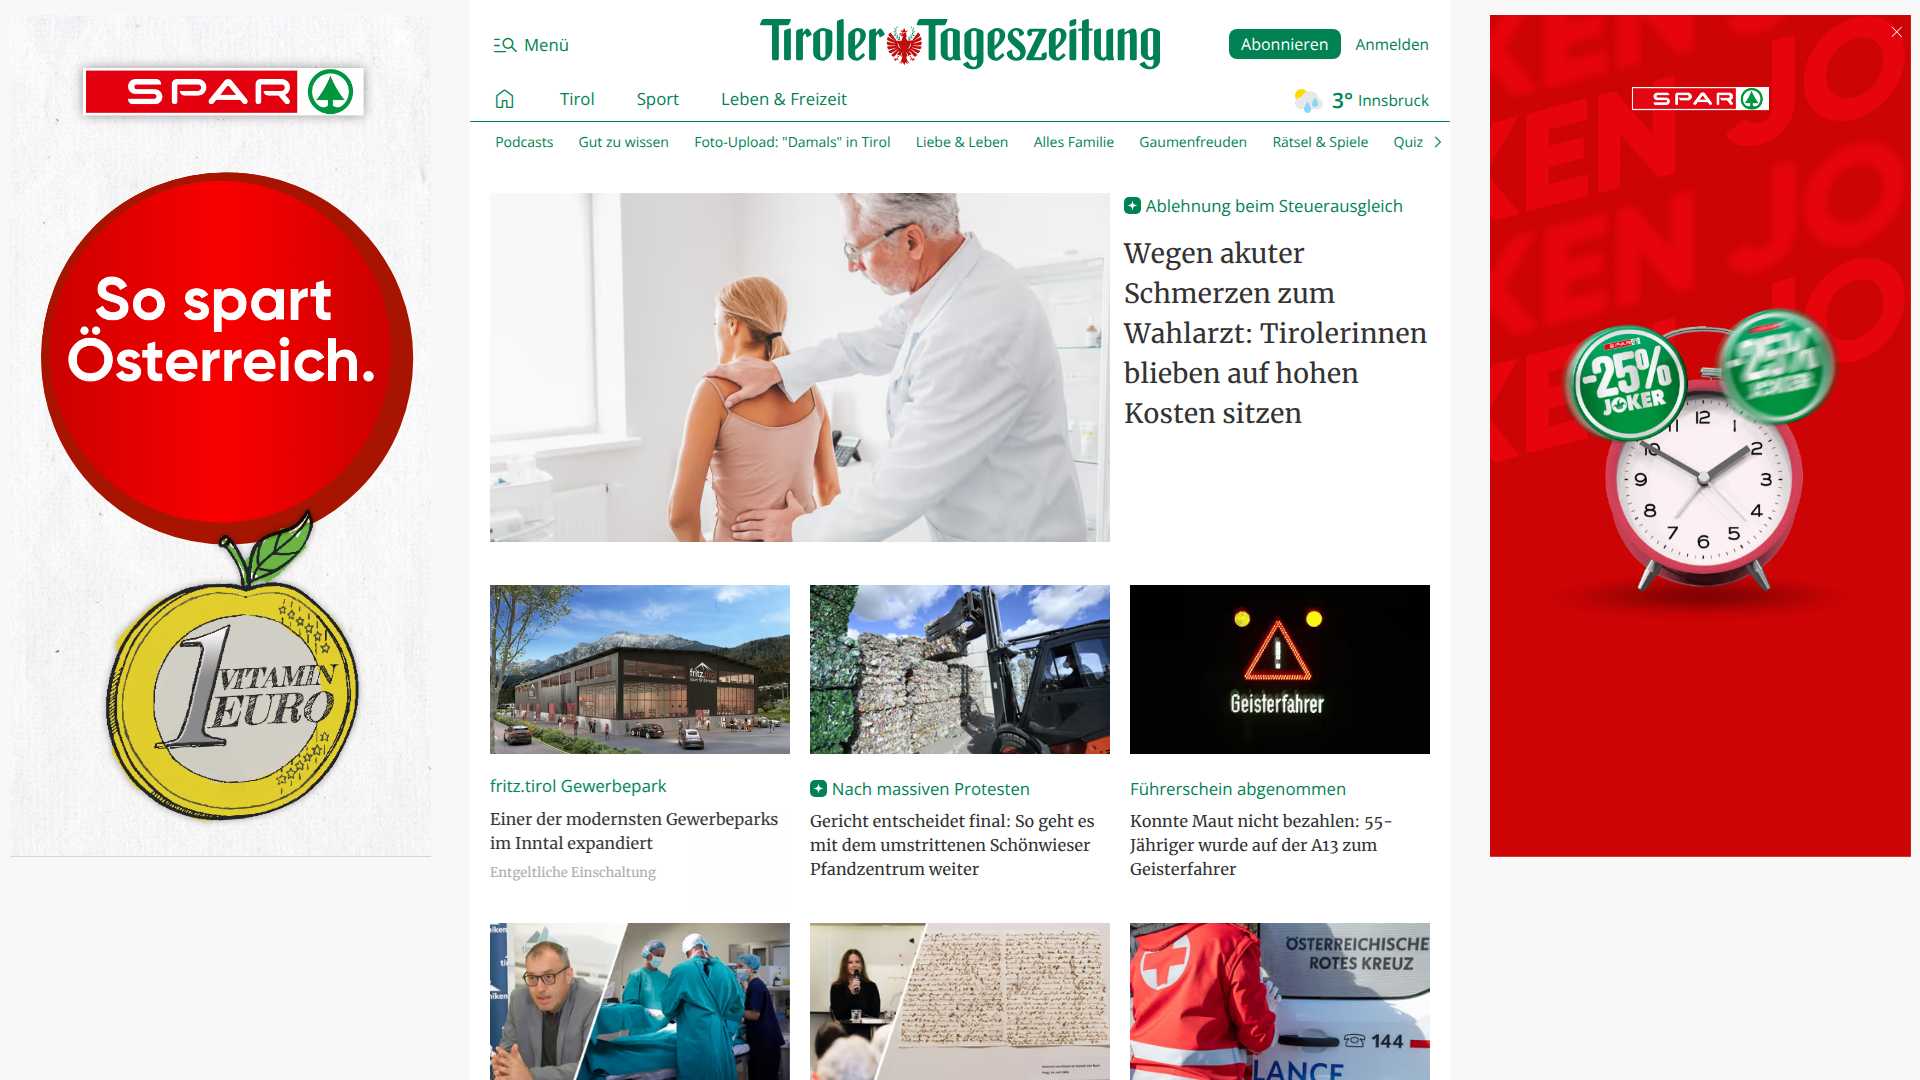 SPAR
So spart
Österreich.
1
VITAMIN
EURO
Menü
Tiroler Tageszeitung
Abonnieren
Anmelden
Tirol
Sport
Leben & Freizeit
3° Innsbruck
Podcasts
Gut zu wissen
Foto-Upload: "Damals" in Tirol
Liebe & Leben
Alles Familie
Gaumenfreuden
Rätsel & Spiele
Quiz
Ablehnung beim Steuerausgleich
Wegen akuter
Schmerzen zum
Wahlarzt: Tirolerinnen
blieben auf hohen
Kosten sitzen
fritz.tirol Gewerbepark
Einer der modernsten Gewerbeparks
im Inntal expandiert
Entgeltliche Einschaltung
Geisterfahrer
Nach massiven Protesten
Gericht entscheidet final: So geht es
mit dem umstrittenen Schönwieser
Pfandzentrum weiter
Führerschein abgenommen
Konnte Maut nicht bezahlen: 55-
Jähriger wurde auf der A13 zum
Geisterfahrer
ÖSTERREICHISCHE
ROTES KREUZ
144
LANCE
SPAR
-25%
JOKER
-25%
JOKER
12
1
2
3
4
5
6
7
8
9
10
11